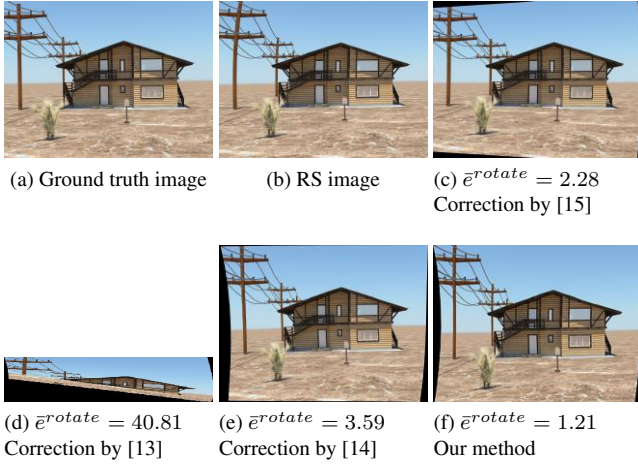 (a) Ground truth image
(b) RS image
(c) ē^{rotate} = 2.28
Correction by [15]
(d) ē^{rotate} = 40.81
Correction by [13]
(e) ē^{rotate} = 3.59
Correction by [14]
(f) ē^{rotate} = 1.21
Our method